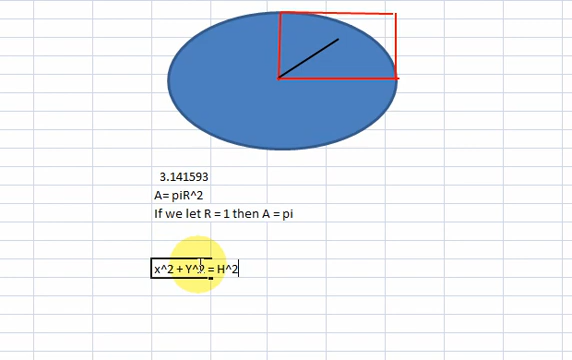 3.141593
A= piR^2
If we let R = 1 then A = pi
x^2 + Y^2 = H^2